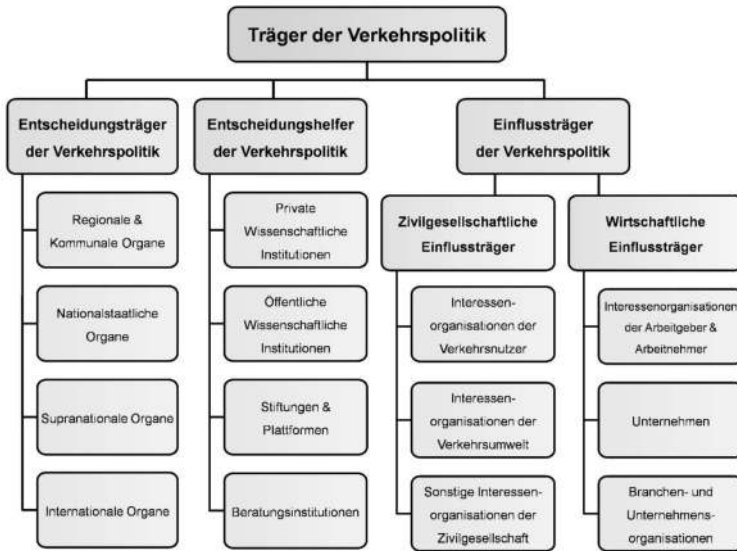 Träger der Verkehrspolitik
Entscheidungsträger
der Verkehrspolitik
Regionale &
Kommunale Organe
Nationalstaatliche
Organe
Supranationale Organe
Internationale Organe
Entscheidungshelfer
der Verkehrspolitik
Private
Wissenschaftliche
Institutionen
Öffentliche
Wissenschaftliche
Institutionen
Stiftungen &
Plattformen
Beratungsinstitutionen
Einflussträger
der Verkehrspolitik
Zivilgesellschaftliche
Einflussträger
Interessen-
organisationen der
Verkehrsnutzer
Interessen-
organisationen der
Verkehrsumwelt
Sonstige Interessen-
organisationen der
Zivilgesellschaft
Wirtschaftliche
Einflussträger
Interessenorganisationen
der Arbeitgeber &
Arbeitnehmer
Unternehmen
Branchen- und
Unternehmens-
organisationen